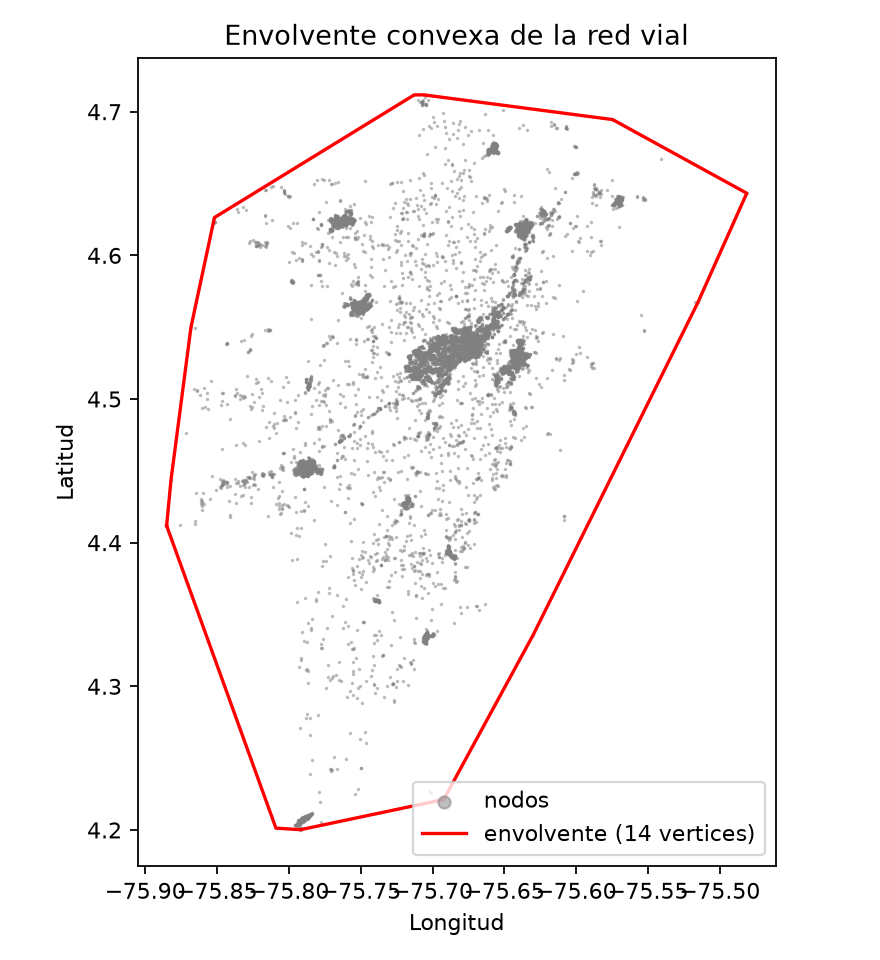 Envolvente convexa de la red vial
4.7
4.6
4.5
4.4
4.3
4.2
Latitud
nodos
envolvente (14 vertices)
−75.90 −75.85 −75.80 −75.75 −75.70 −75.65 −75.60 −75.55 −75.50
Longitud